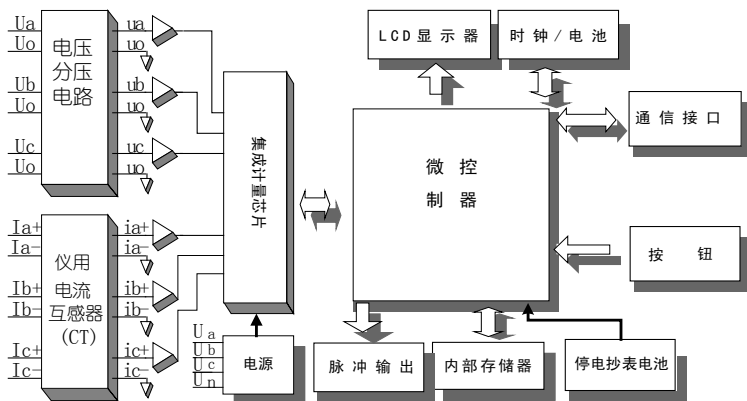 Ua
Uo
Ub
Uo
Uc
Uo
电压
分压
电路
ua
uo
ub
uo
uc
uo
Ia+
Ia-
Ib+
Ib-
Ic+
Ic-
仪用
电流
互感器
(CT)
ia+
ia-
ib+
ib-
ic+
ic-
集成计量芯片
Ua
Ub
Uc
Un
电源
LCD显示器
时钟/电池
微控
制器
通信接口
按钮
脉冲输出
内部存储器
停电抄表电池